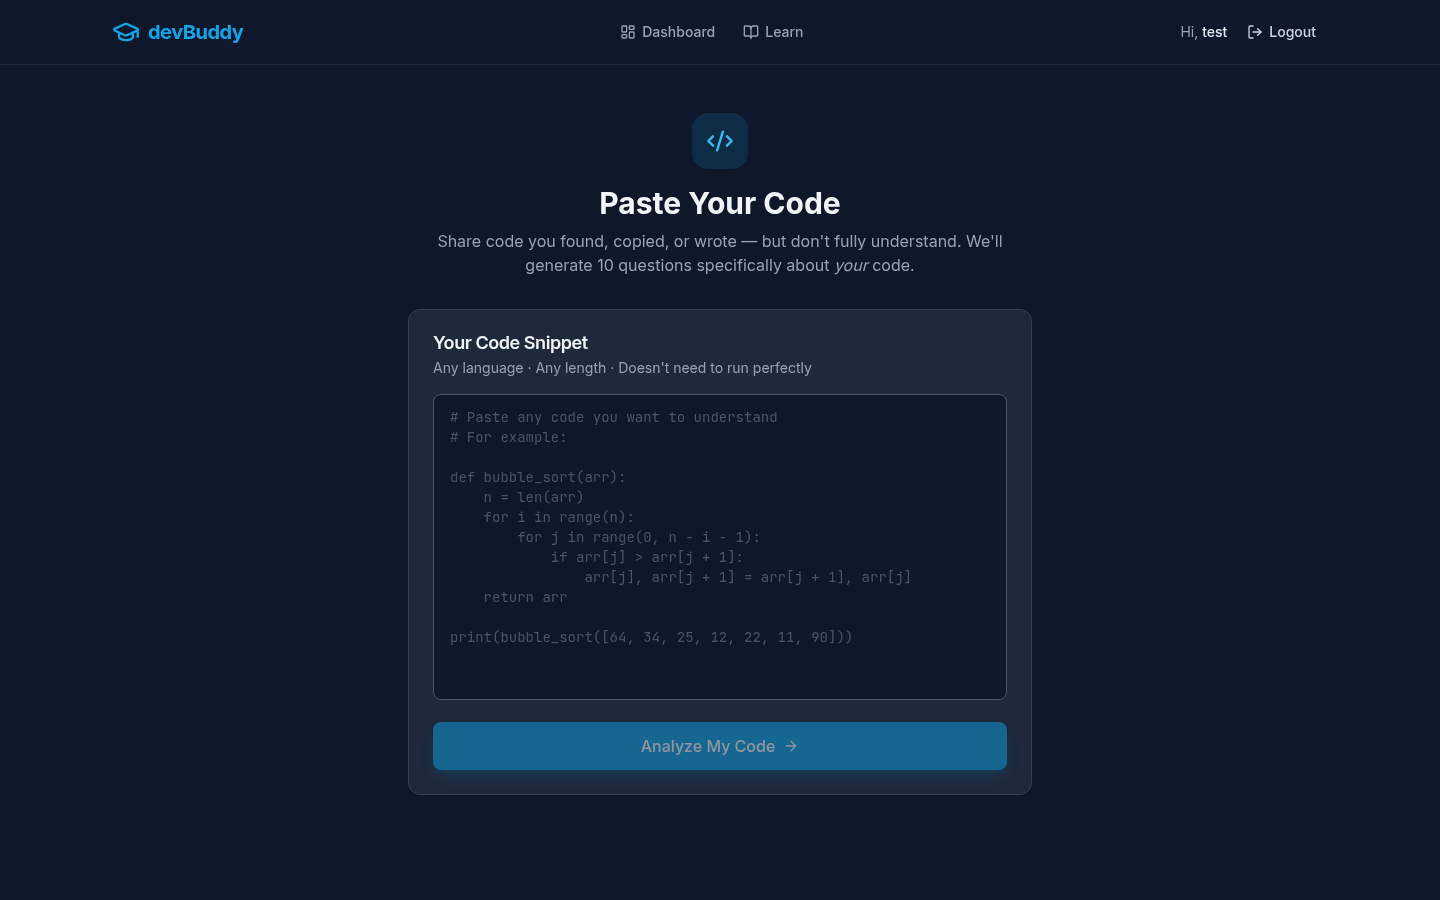 devBuddy
Dashboard
Learn
Hi, test
Logout
Paste Your Code
Share code you found, copied, or wrote — but don't fully understand. We'll
generate 10 questions specifically about your code.
Your Code Snippet
Any language · Any length · Doesn't need to run perfectly
# Paste any code you want to understand
# For example:
def bubble_sort(arr):
    n = len(arr)
    for i in range(n):
        for j in range(0, n - i - 1):
            if arr[j] > arr[j + 1]:
                arr[j], arr[j + 1] = arr[j + 1], arr[j]
    return arr
print(bubble_sort([64, 34, 25, 12, 22, 11, 90]))
Analyze My Code →